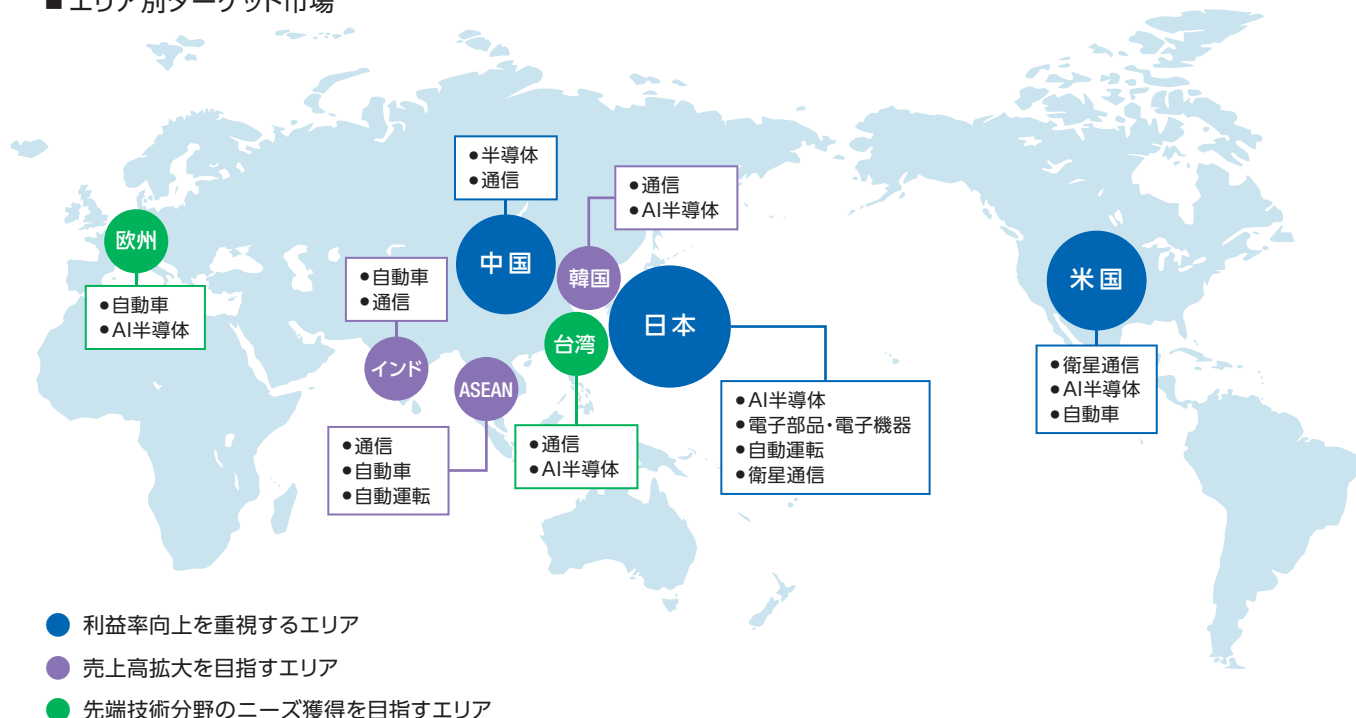 ■ エリア別ターゲット市場
欧州
●自動車
●AI半導体
中国
●半導体
●通信
韓国
●通信
●AI半導体
インド
●自動車
●通信
ASEAN
●通信
●自動車
●自動運転
台湾
●通信
●AI半導体
日本
●AI半導体
●電子部品・電子機器
●自動運転
●衛星通信
米国
●衛星通信
●AI半導体
●自動車
利益率向上を重視するエリア
売上高拡大を目指すエリア
先端技術分野のニーズ獲得を目指すエリア